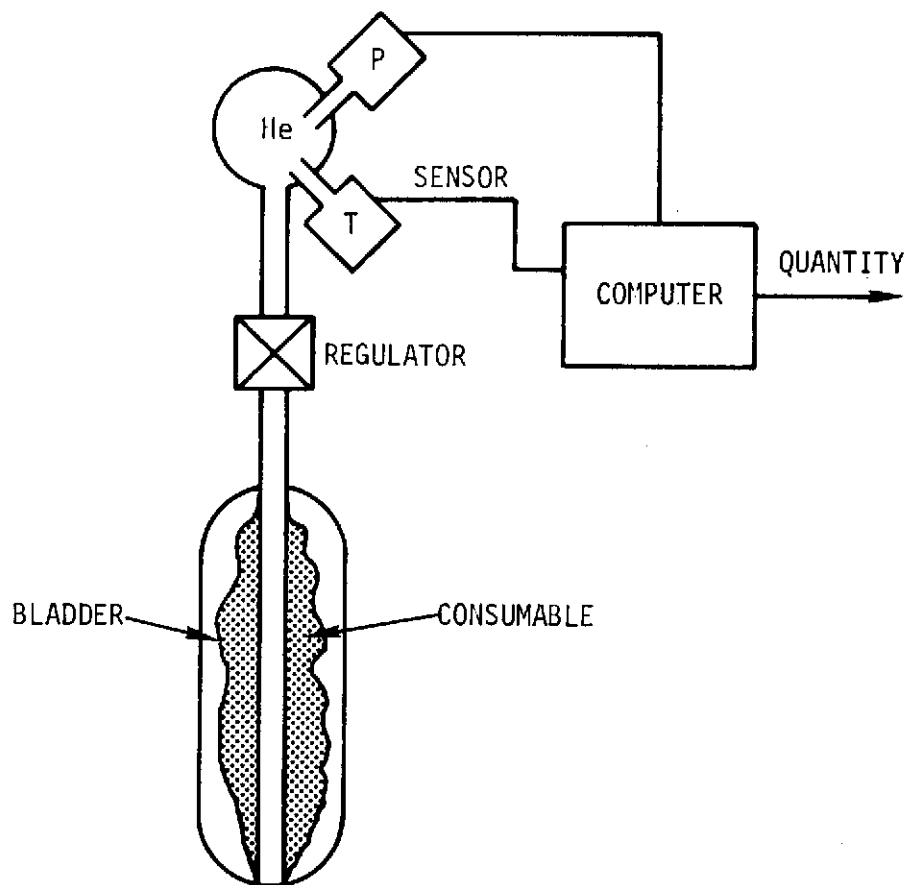 P
He
SENSOR
T
QUANTITY
COMPUTER
REGULATOR
BLADDER
CONSUMABLE